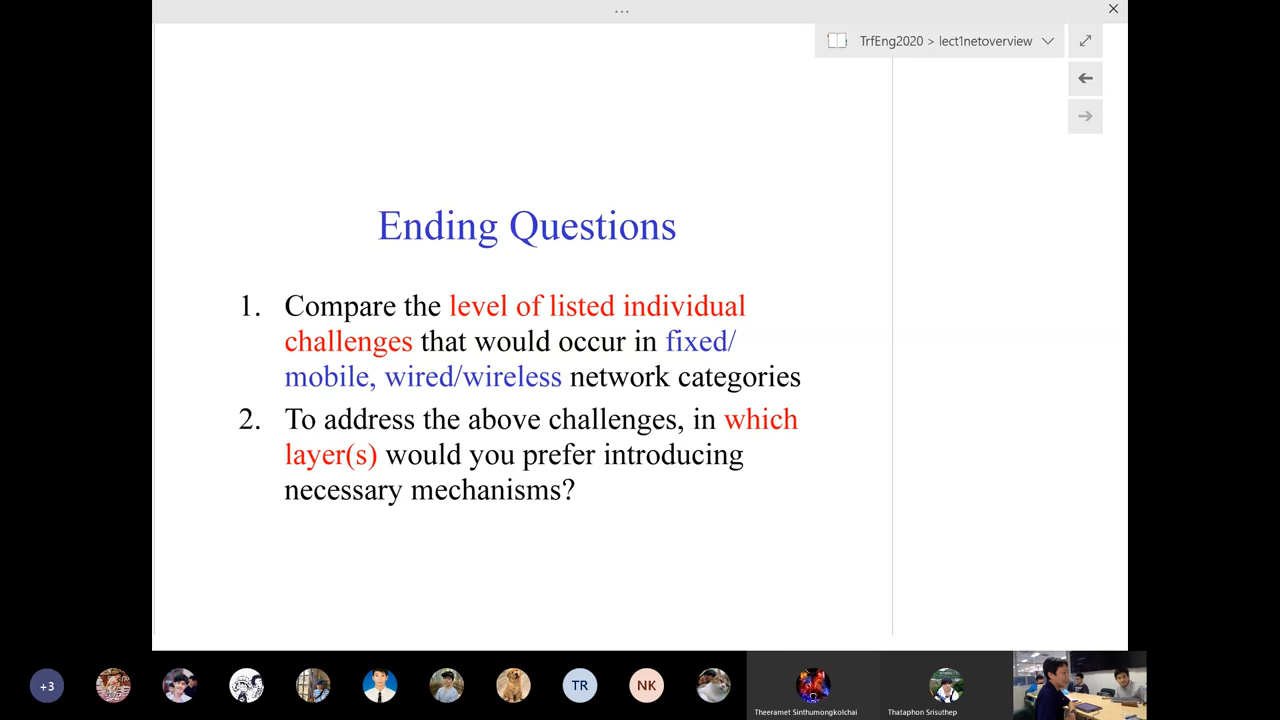 TrfEng2020 > lect1netoverview
Ending Questions
1. Compare the level of listed individual
challenges that would occur in fixed/
mobile, wired/wireless network categories
2. To address the above challenges, in which
layer(s) would you prefer introducing
necessary mechanisms?
+3
TR
NK
Theeramet Sinthumongkolchai
Thataphon Srisuthep